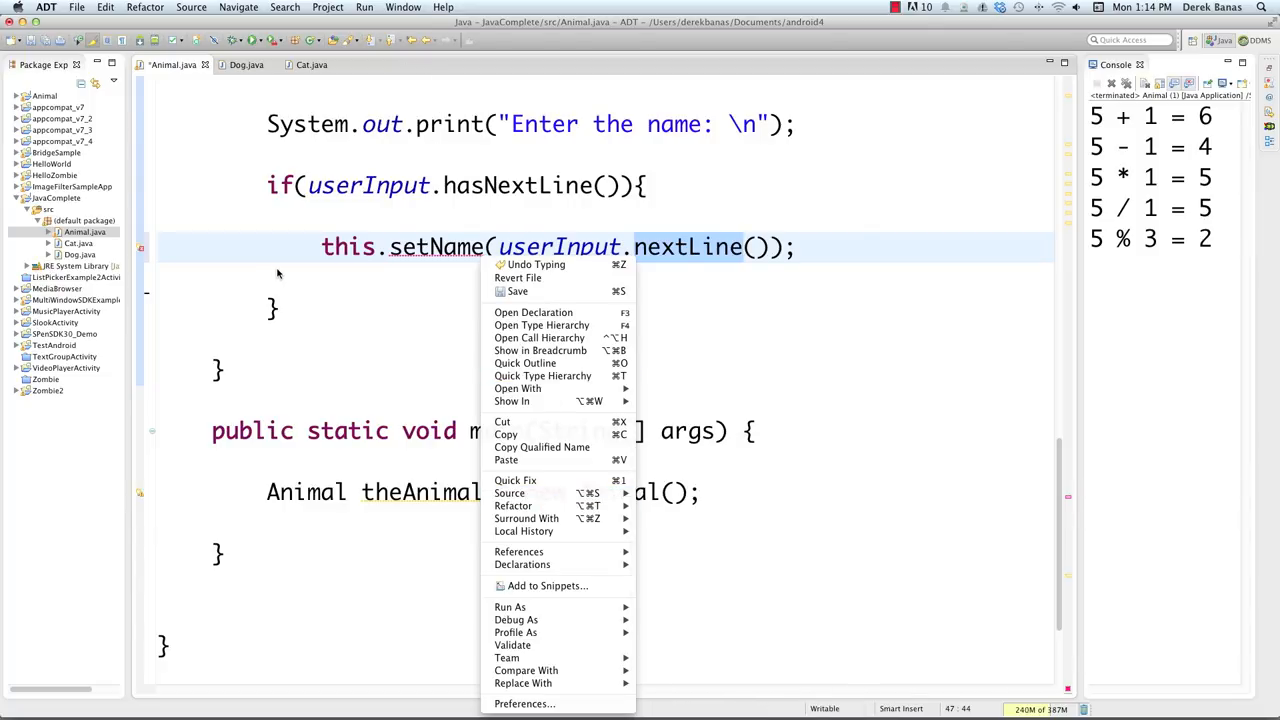 ADT File Edit Refactor Source Navigate Search Project Run Window Help 10 Mon 1:14 PM Derek Banas
Java – JavaComplete/src/Animal.java – ADT – /Users/derekbanas/Documents/android4
Quick Access Java DDMS
Package Exp
*Animal.java Dog.java Cat.java
Console
<terminated> Animal (1) [Java Application] /S
Animal
appcompat_v7
appcompat_v7_2
appcompat_v7_3
appcompat_v7_4
BridgeSample
HelloWorld
HelloZombie
ImageFilterSampleApp
JavaComplete
src
(default package)
Animal.java
Cat.java
Dog.java
JRE System Library [Ja
ListPickerExample2Activi
MediaBrowser
MultiWindowSDKExample
MusicPlayerActivity
SlookActivity
SPenSDK30_Demo
TestAndroid
TextGroupActivity
VideoPlayerActivity
Zombie
Zombie2
System.out.print("Enter the name: \n");
if(userInput.hasNextLine()){
this.setName(userInput.nextLine());
}
}
public static void m ] args) {
Animal theAnimal al();
}
}
Undo Typing ⌘Z
Revert File
Save ⌘S
Open Declaration F3
Open Type Hierarchy F4
Open Call Hierarchy ^⌥H
Show in Breadcrumb ⌥⌘B
Quick Outline ⌘O
Quick Type Hierarchy ⌘T
Open With
Show In ⌥⌘W
Cut ⌘X
Copy ⌘C
Copy Qualified Name
Paste ⌘V
Quick Fix ⌘1
Source ⌥⌘S
Refactor ⌥⌘T
Surround With ⌥⌘Z
Local History
References
Declarations
Add to Snippets...
Run As
Debug As
Profile As
Validate
Team
Compare With
Replace With
Preferences...
5 + 1 = 6
5 - 1 = 4
5 * 1 = 5
5 / 1 = 5
5 % 3 = 2
Writable Smart Insert 47 : 44 240M of 387M